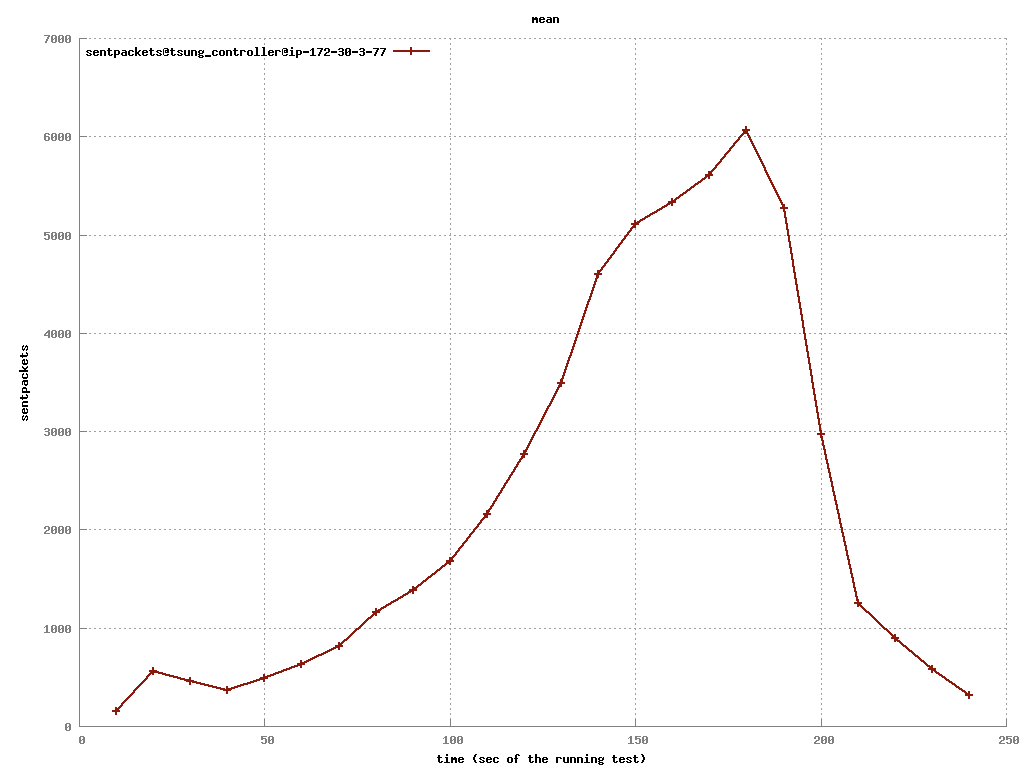 mean
7000
sentpackets@tsung_controller@ip-172-30-3-77
6000
5000
4000
sentpackets
3000
2000
1000
0
0 50 100 150 200 250
time (sec of the running test)